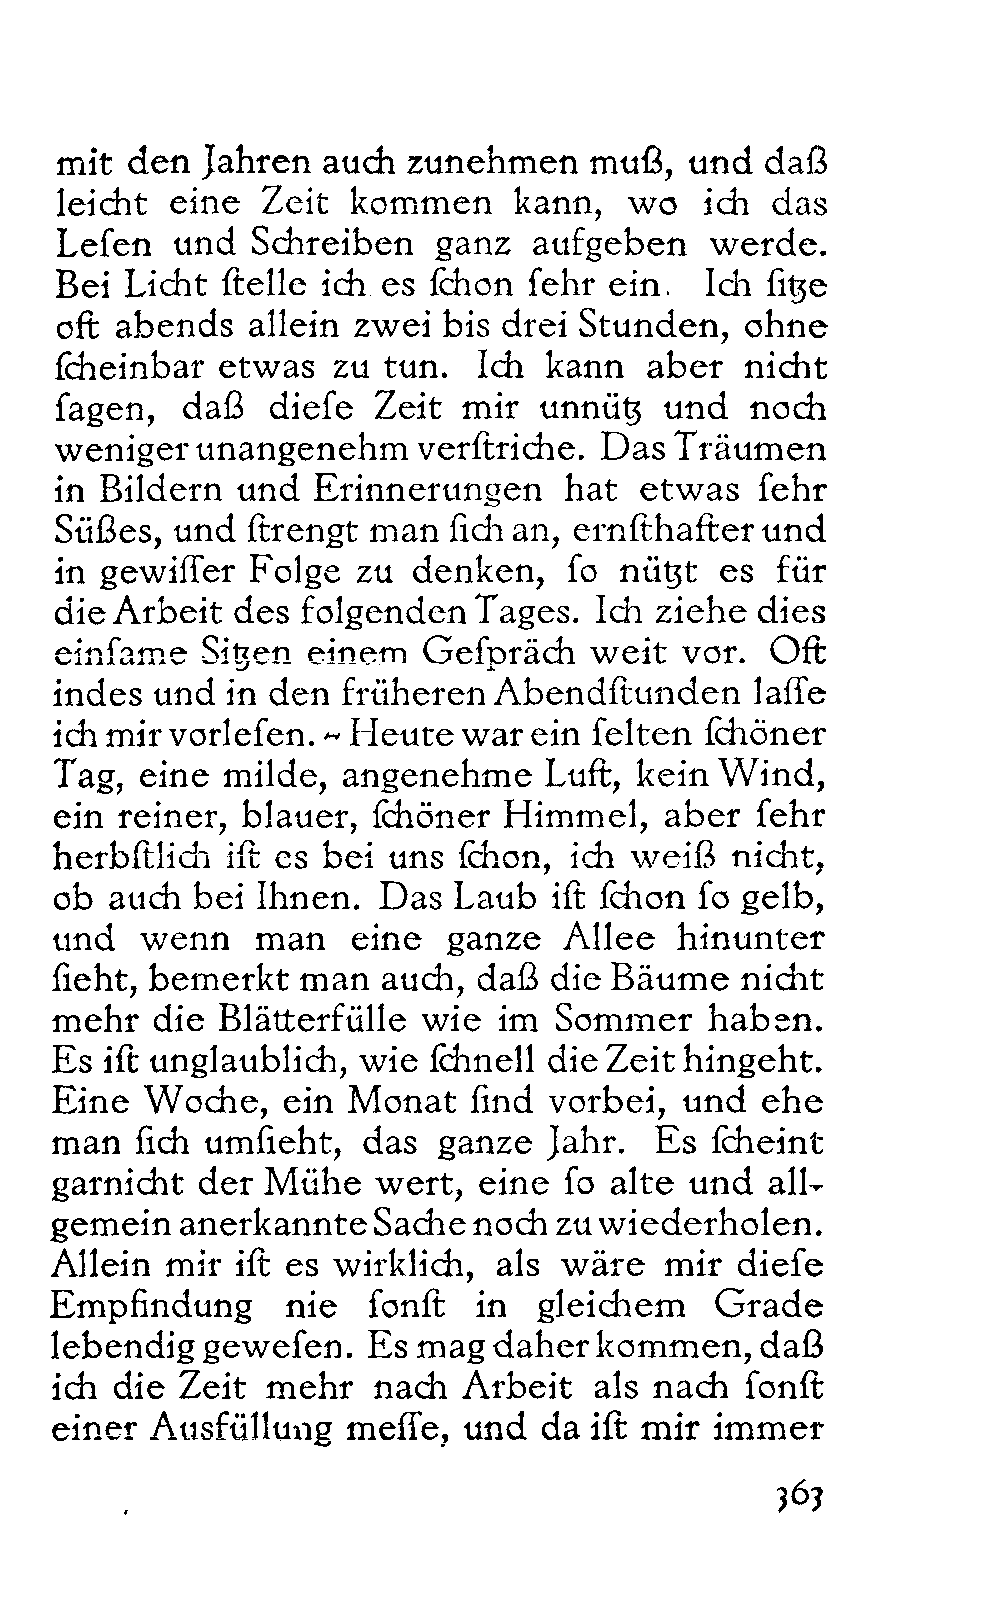 mit den Jahren auch zunehmen muß, und daß
leicht eine Zeit kommen kann, wo ich das
Leſen und Schreiben ganz aufgeben werde.
Bei Licht ſtelle ich es ſchon ſehr ein. Ich ſitze
oft abends allein zwei bis drei Stunden, ohne
ſcheinbar etwas zu tun. Ich kann aber nicht
ſagen, daß dieſe Zeit mir unnütz und noch
weniger unangenehm verſtriche. Das Träumen
in Bildern und Erinnerungen hat etwas ſehr
Süßes, und ſtrengt man ſich an, ernſthafter und
in gewiſſer Folge zu denken, ſo nützt es für
die Arbeit des folgenden Tages. Ich ziehe dies
einſame Sitzen einem Geſpräch weit vor. Oft
indes und in den früheren Abendſtunden laſſe
ich mir vorleſen. ~ Heute war ein ſelten ſchöner
Tag, eine milde, angenehme Luft, kein Wind,
ein reiner, blauer, ſchöner Himmel, aber ſehr
herbſtlich iſt es bei uns ſchon, ich weiß nicht,
ob auch bei Ihnen. Das Laub iſt ſchon ſo gelb,
und wenn man eine ganze Allee hinunter
ſieht, bemerkt man auch, daß die Bäume nicht
mehr die Blätterfülle wie im Sommer haben.
Es iſt unglaublich, wie ſchnell die Zeit hingeht.
Eine Woche, ein Monat ſind vorbei, und ehe
man ſich umſieht, das ganze Jahr. Es ſcheint
garnicht der Mühe wert, eine ſo alte und all-
gemein anerkannte Sache noch zu wiederholen.
Allein mir iſt es wirklich, als wäre mir dieſe
Empfindung nie ſonſt in gleichem Grade
lebendig geweſen. Es mag daher kommen, daß
ich die Zeit mehr nach Arbeit als nach ſonſt
einer Ausfüllung meſſe, und da iſt mir immer
363